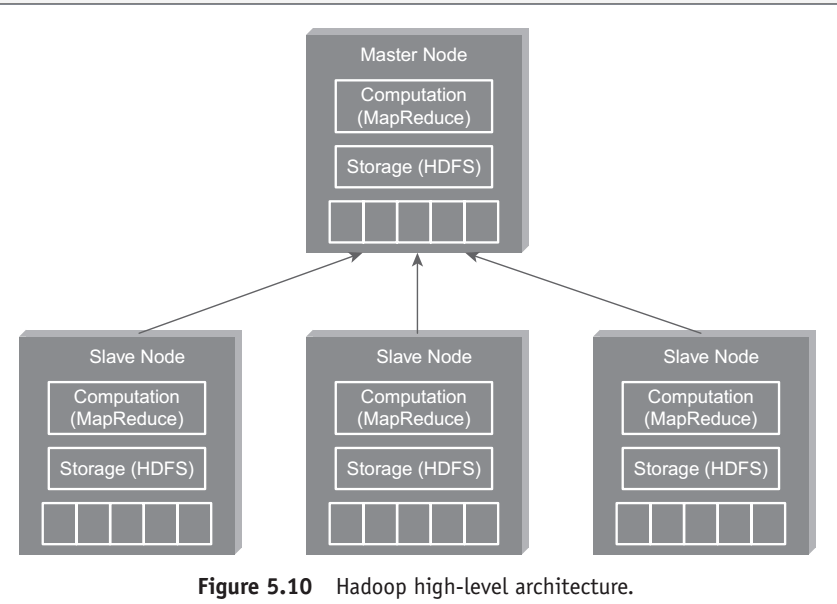 Master Node
Computation
(MapReduce)
Storage (HDFS)
Slave Node
Computation
(MapReduce)
Storage (HDFS)
Slave Node
Computation
(MapReduce)
Storage (HDFS)
Slave Node
Computation
(MapReduce)
Storage (HDFS)
Figure 5.10 Hadoop high-level architecture.